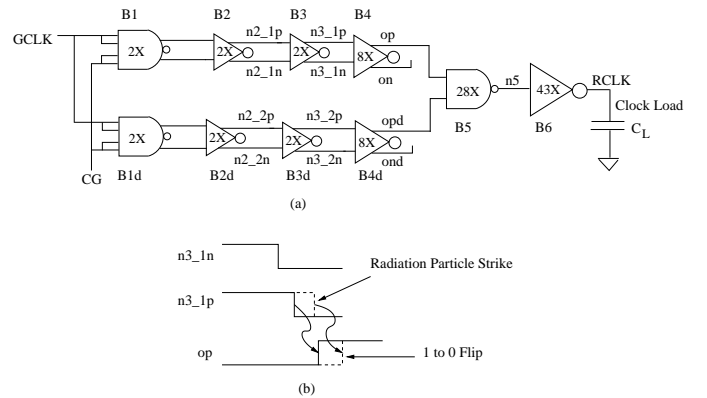 B1 B2 B3 B4
GCLK 2X n2_1p 2X n3_1p 2X op 8X
n2_1n n3_1n on
28X n5 43X RCLK
Clock Load
B5 B6 C_L
2X n2_2p 2X n3_2p 2X opd 8X
n2_2n n3_2n ond
CG B1d B2d B3d B4d
(a)
n3_1n
Radiation Particle Strike
n3_1p
op 1 to 0 Flip
(b)